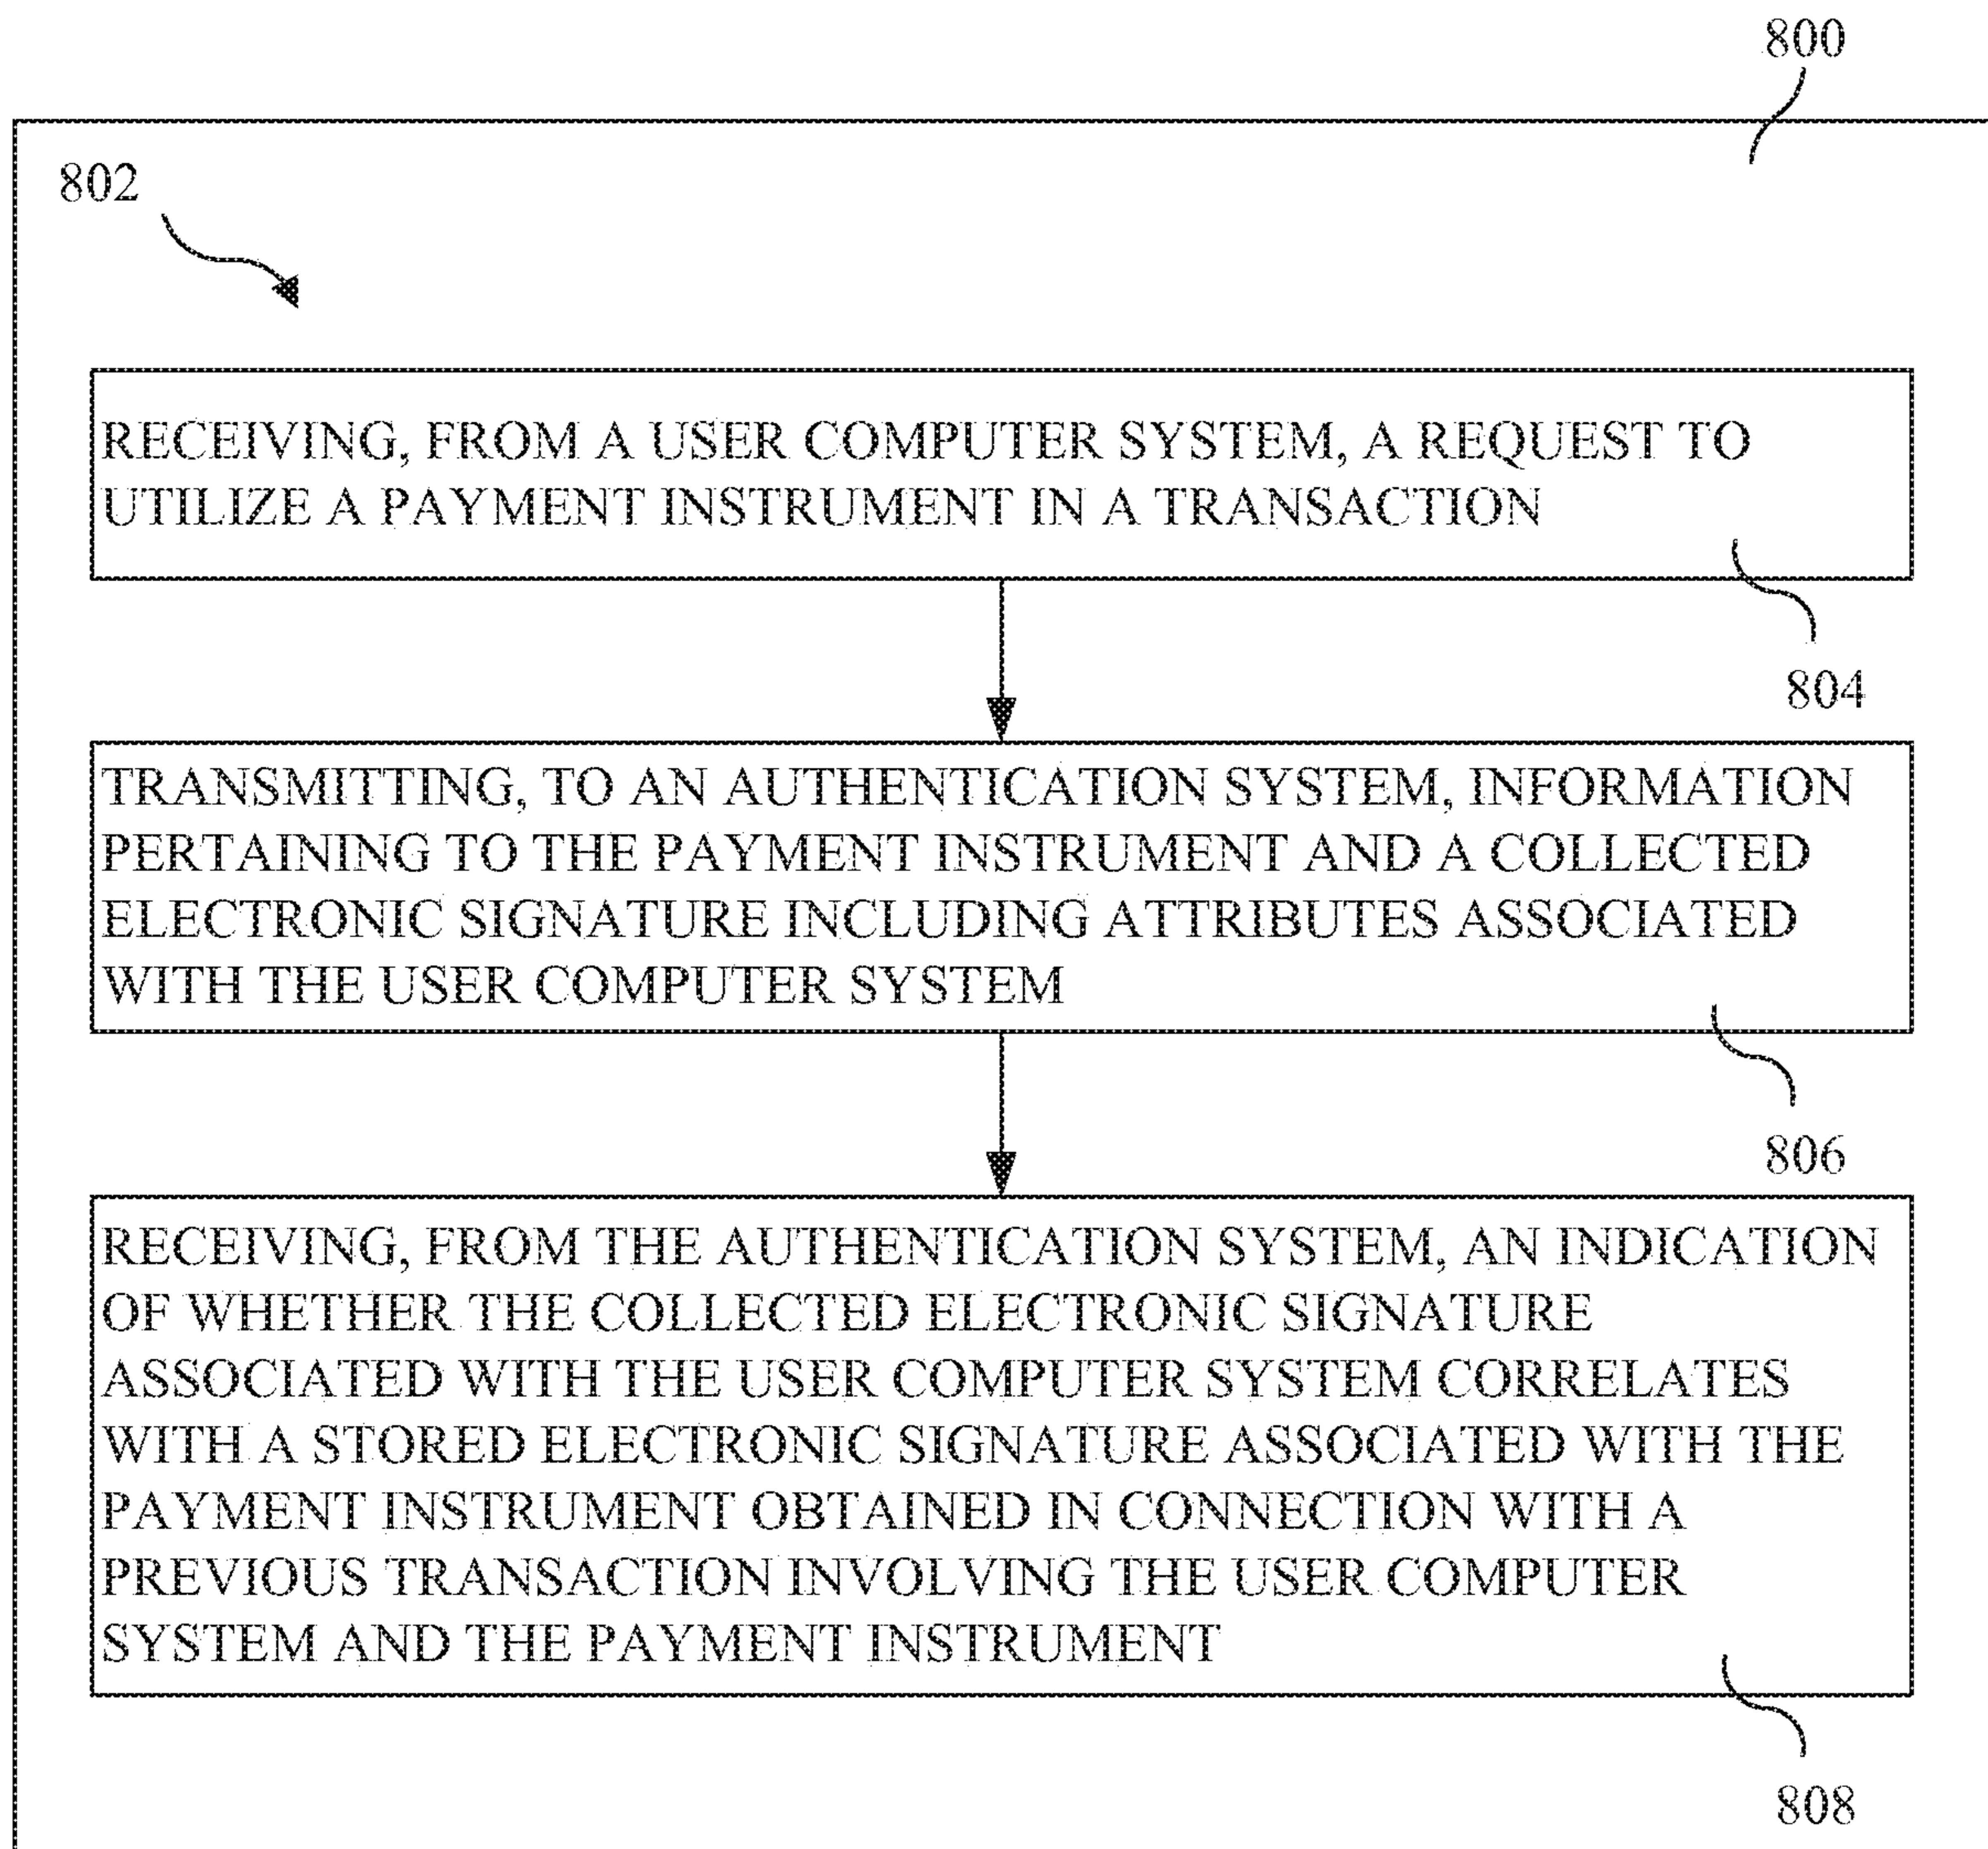 800
802
RECEIVING, FROM A USER COMPUTER SYSTEM, A REQUEST TO
UTILIZE A PAYMENT INSTRUMENT IN A TRANSACTION
804
TRANSMITTING, TO AN AUTHENTICATION SYSTEM, INFORMATION
PERTAINING TO THE PAYMENT INSTRUMENT AND A COLLECTED
ELECTRONIC SIGNATURE INCLUDING ATTRIBUTES ASSOCIATED
WITH THE USER COMPUTER SYSTEM
806
RECEIVING, FROM THE AUTHENTICATION SYSTEM, AN INDICATION
OF WHETHER THE COLLECTED ELECTRONIC SIGNATURE
ASSOCIATED WITH THE USER COMPUTER SYSTEM CORRELATES
WITH A STORED ELECTRONIC SIGNATURE ASSOCIATED WITH THE
PAYMENT INSTRUMENT OBTAINED IN CONNECTION WITH A
PREVIOUS TRANSACTION INVOLVING THE USER COMPUTER
SYSTEM AND THE PAYMENT INSTRUMENT
808